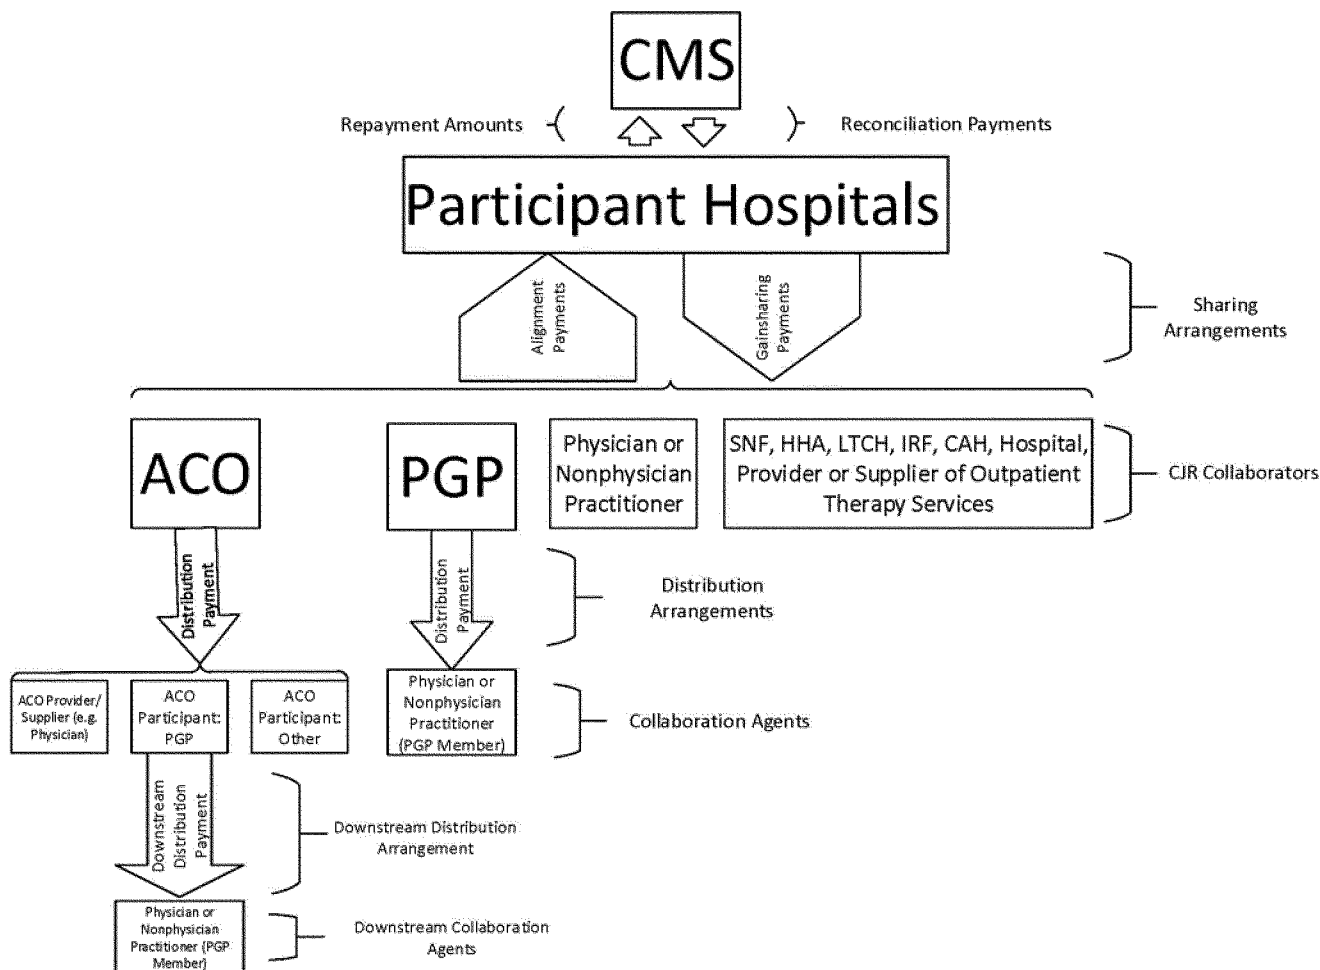 CMS
Repayment Amounts
Reconciliation Payments
Participant Hospitals
Alignment
Payments
Gainsharing
Payments
Sharing
Arrangements
ACO
PGP
Physician or
Nonphysician
Practitioner
SNF, HHA, LTCH, IRF, CAH, Hospital,
Provider or Supplier of Outpatient
Therapy Services
CJR Collaborators
Distribution
Payment
Distribution
Payment
Distribution
Arrangements
ACO Provider/
Supplier (e.g.
Physician)
ACO
Participant:
PGP
ACO
Participant:
Other
Physician or
Nonphysician
Practitioner
(PGP Member)
Collaboration Agents
Downstream
Distribution
Payment
Downstream Distribution
Arrangement
Physician or
Nonphysician
Practitioner (PGP
Member)
Downstream Collaboration
Agents